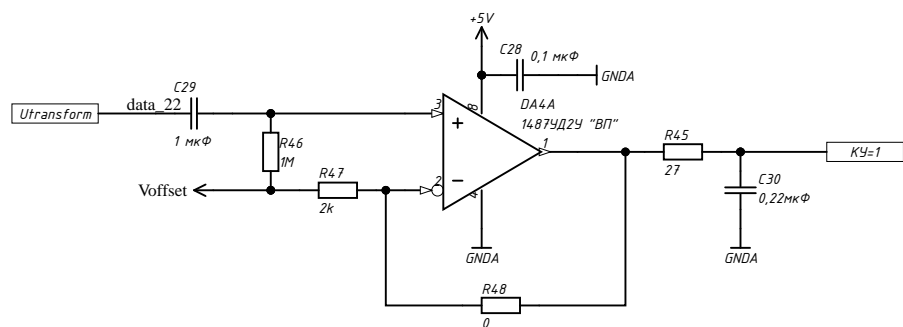 +5V
C28
0,1 мкФ
GNDA
C29
DA4A
Utransform
data_22
3
8
1487УД2У "ВП"
+
1
R45
КУ=1
1 мкФ
R46
1M
27
C30
R47
Voffset
2
−
4
0,22мкФ
2k
GNDA
GNDA
R48
0